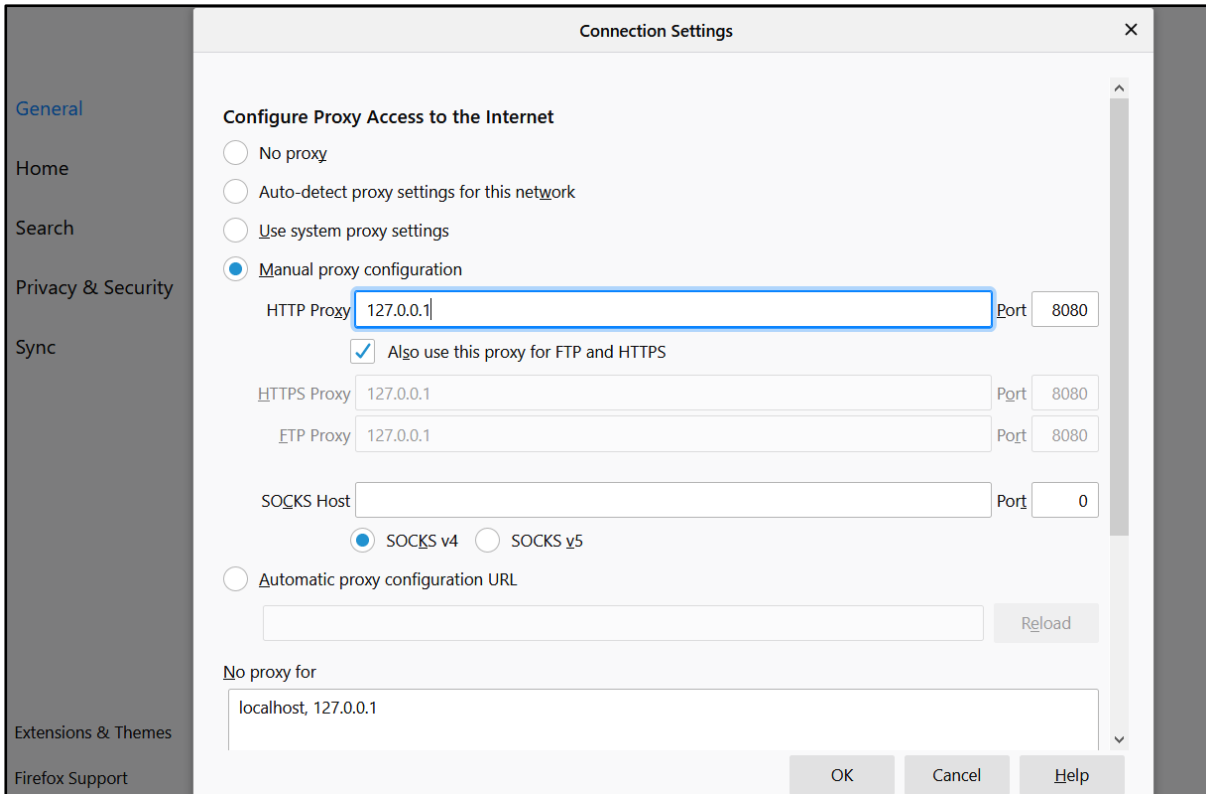 Connection Settings
General
Home
Search
Privacy & Security
Sync
Extensions & Themes
Firefox Support
Configure Proxy Access to the Internet
No proxy
Auto-detect proxy settings for this network
Use system proxy settings
Manual proxy configuration
HTTP Proxy 127.0.0.1 Port 8080
Also use this proxy for FTP and HTTPS
HTTPS Proxy 127.0.0.1 Port 8080
FTP Proxy 127.0.0.1 Port 8080
SOCKS Host Port 0
SOCKS v4 SOCKS v5
Automatic proxy configuration URL
Reload
No proxy for
localhost, 127.0.0.1
OK Cancel Help